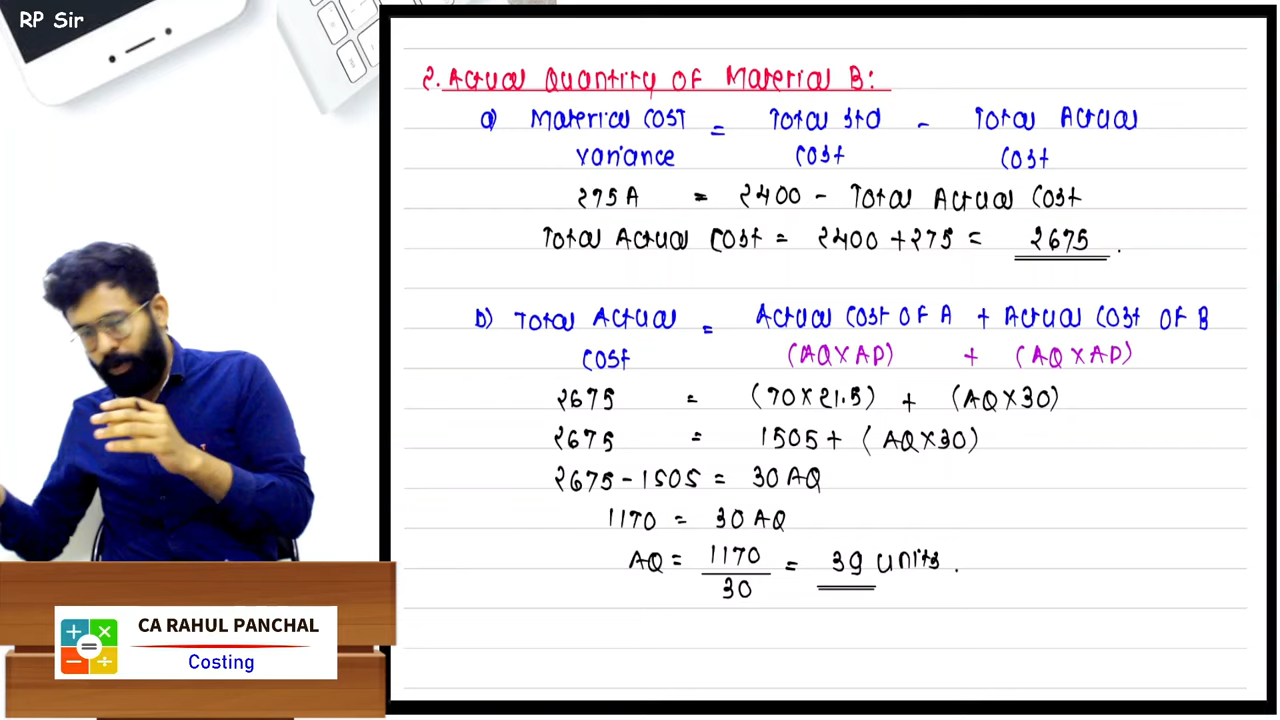 RP Sir
2. Actual Quantity of Material B:
a) Material Cost = Total Std - Total Actual
variance Cost Cost
275 A = 2400 - Total Actual Cost
Total Actual Cost = 2400 + 275 = 2675.
b) Total Actual = Actual Cost of A + Actual Cost of B
Cost (AQ X AP) + (AQ X AP)
2675 = (70 X 21.5) + (AQ X 30)
2675 = 1505 + (AQ X 30)
2675 - 1505 = 30 AQ
1170 = 30 AQ
AQ = 1170 = 39 units.
30
CA RAHUL PANCHAL
Costing